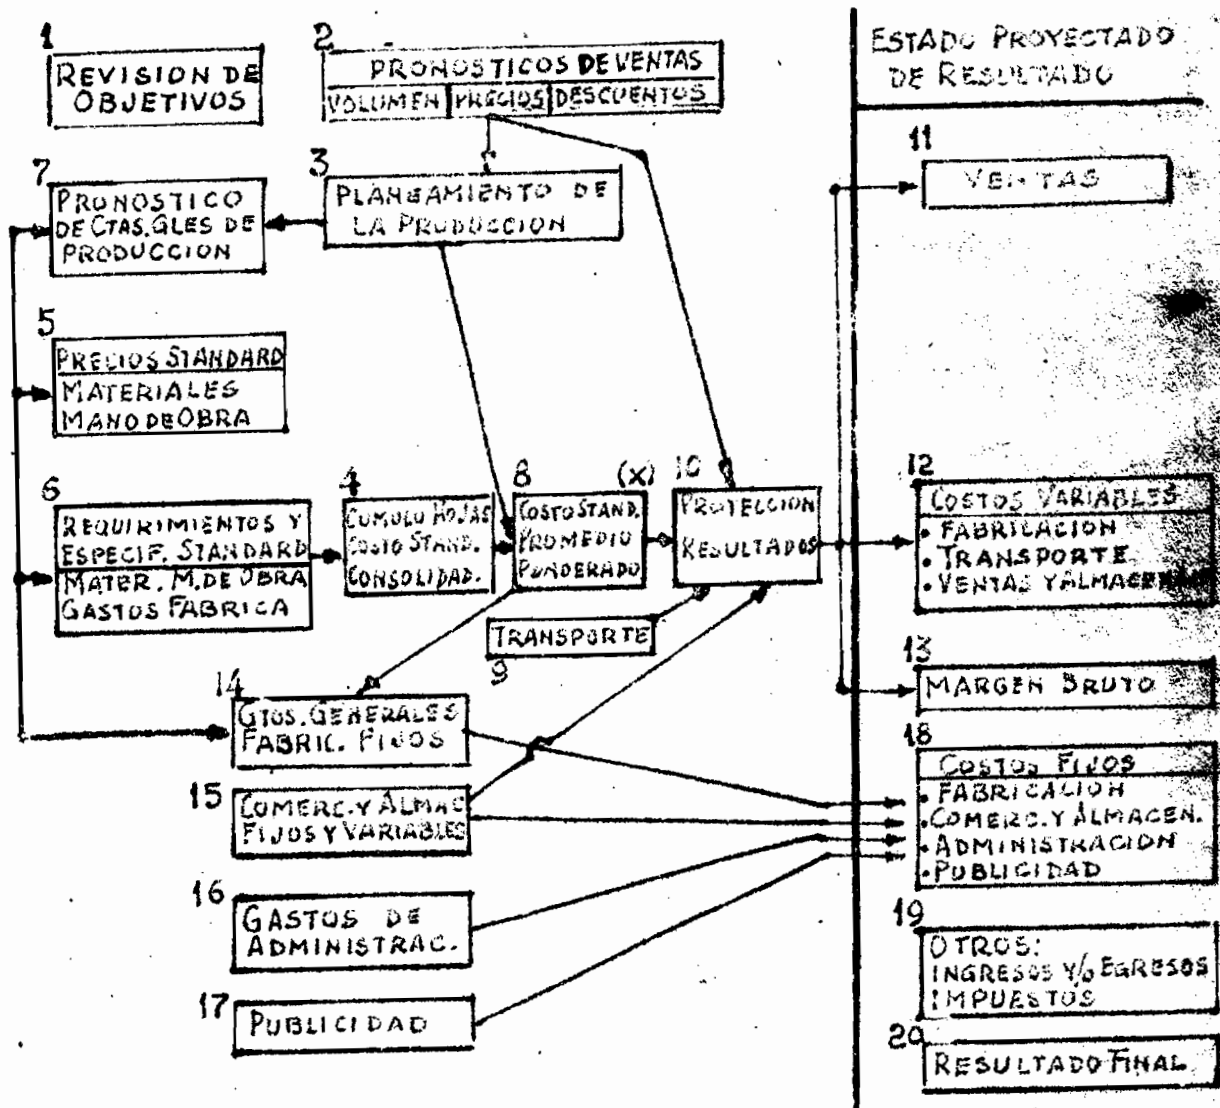 1
REVISION DE
OBJETIVOS
2
PRONOSTICOS DE VENTAS
VOLUMEN PRECIOS DESCUENTOS
ESTADO PROYECTADO
DE RESULTADO
7
PRONOSTICO
DE CTAS. GLES DE
PRODUCCION
3
PLANEAMIENTO DE
LA PRODUCCION
11
VENTAS
5
PRECIOS STANDARD
MATERIALES
MANO DE OBRA
6
REQUIRIMIENTOS Y
ESPECIF. STANDARD
MATER. M. DE OBRA
GASTOS FABRICA
4
CUMULO HOJAS
COSTO STAND.
CONSOLIDAD.
8
(X)
COSTO STAND.
PROMEDIO
PONDERADO
10
PROYECCION
RESULTADOS
12
COSTOS VARIABLES
• FABRICACION
• TRANSPORTE
• VENTAS Y
TRANSPORTE
9
13
MARGEN BRUTO
14
GTOS. GENERALES
FABRIC. FIJOS
15
COMERC. Y ALMAC
FIJOS Y VARIABLES
18
COSTOS FIJOS
• FABRICACION
• COMERC. Y ALMACEN.
• ADMINISTRACION
• PUBLICIDAD
16
GASTOS DE
ADMINISTRAC.
17
PUBLICIDAD
19
OTROS:
INGRESOS Y/O EGRESOS
IMPUESTOS
20
RESULTADO FINAL